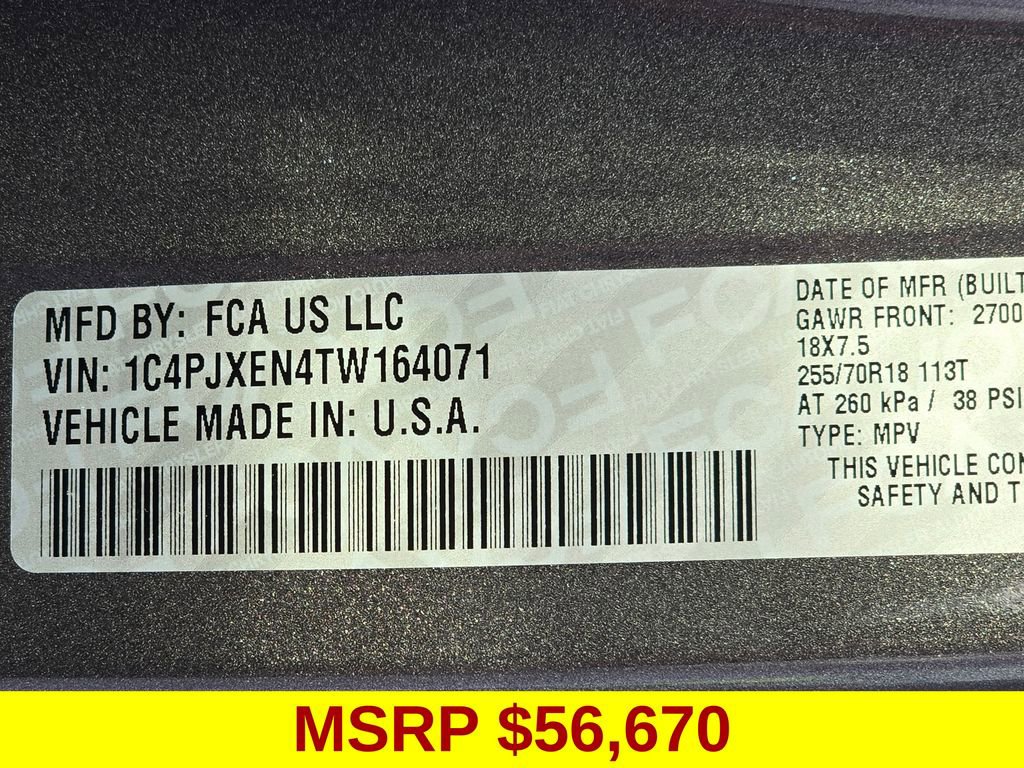 MFD BY: FCA US LLC
VIN: 1C4PJXEN4TW164071
VEHICLE MADE IN: U.S.A.
DATE OF MFR (BUILT
GAWR FRONT: 2700
18X7.5
255/70R18 113T
AT 260 kPa / 38 PSI
TYPE: MPV
THIS VEHICLE CON
SAFETY AND T
MSRP $56,670